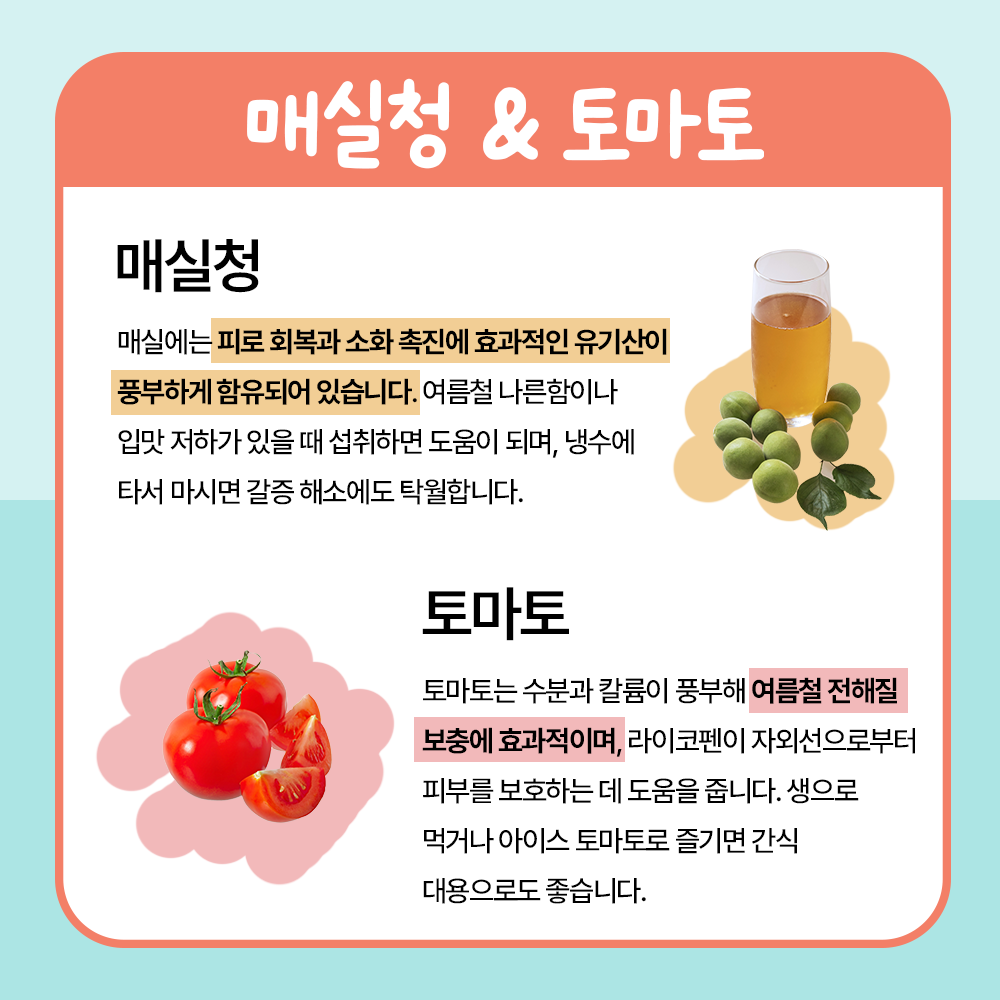 매실청 & 토마토
매실청
매실에는 피로 회복과 소화 촉진에 효과적인 유기산이
풍부하게 함유되어 있습니다. 여름철 나른함이나
입맛 저하가 있을 때 섭취하면 도움이 되며, 냉수에
타서 마시면 갈증 해소에도 탁월합니다.
토마토
토마토는 수분과 칼륨이 풍부해 여름철 전해질
보충에 효과적이며, 라이코펜이 자외선으로부터
피부를 보호하는 데 도움을 줍니다. 생으로
먹거나 아이스 토마토로 즐기면 간식
대용으로도 좋습니다.